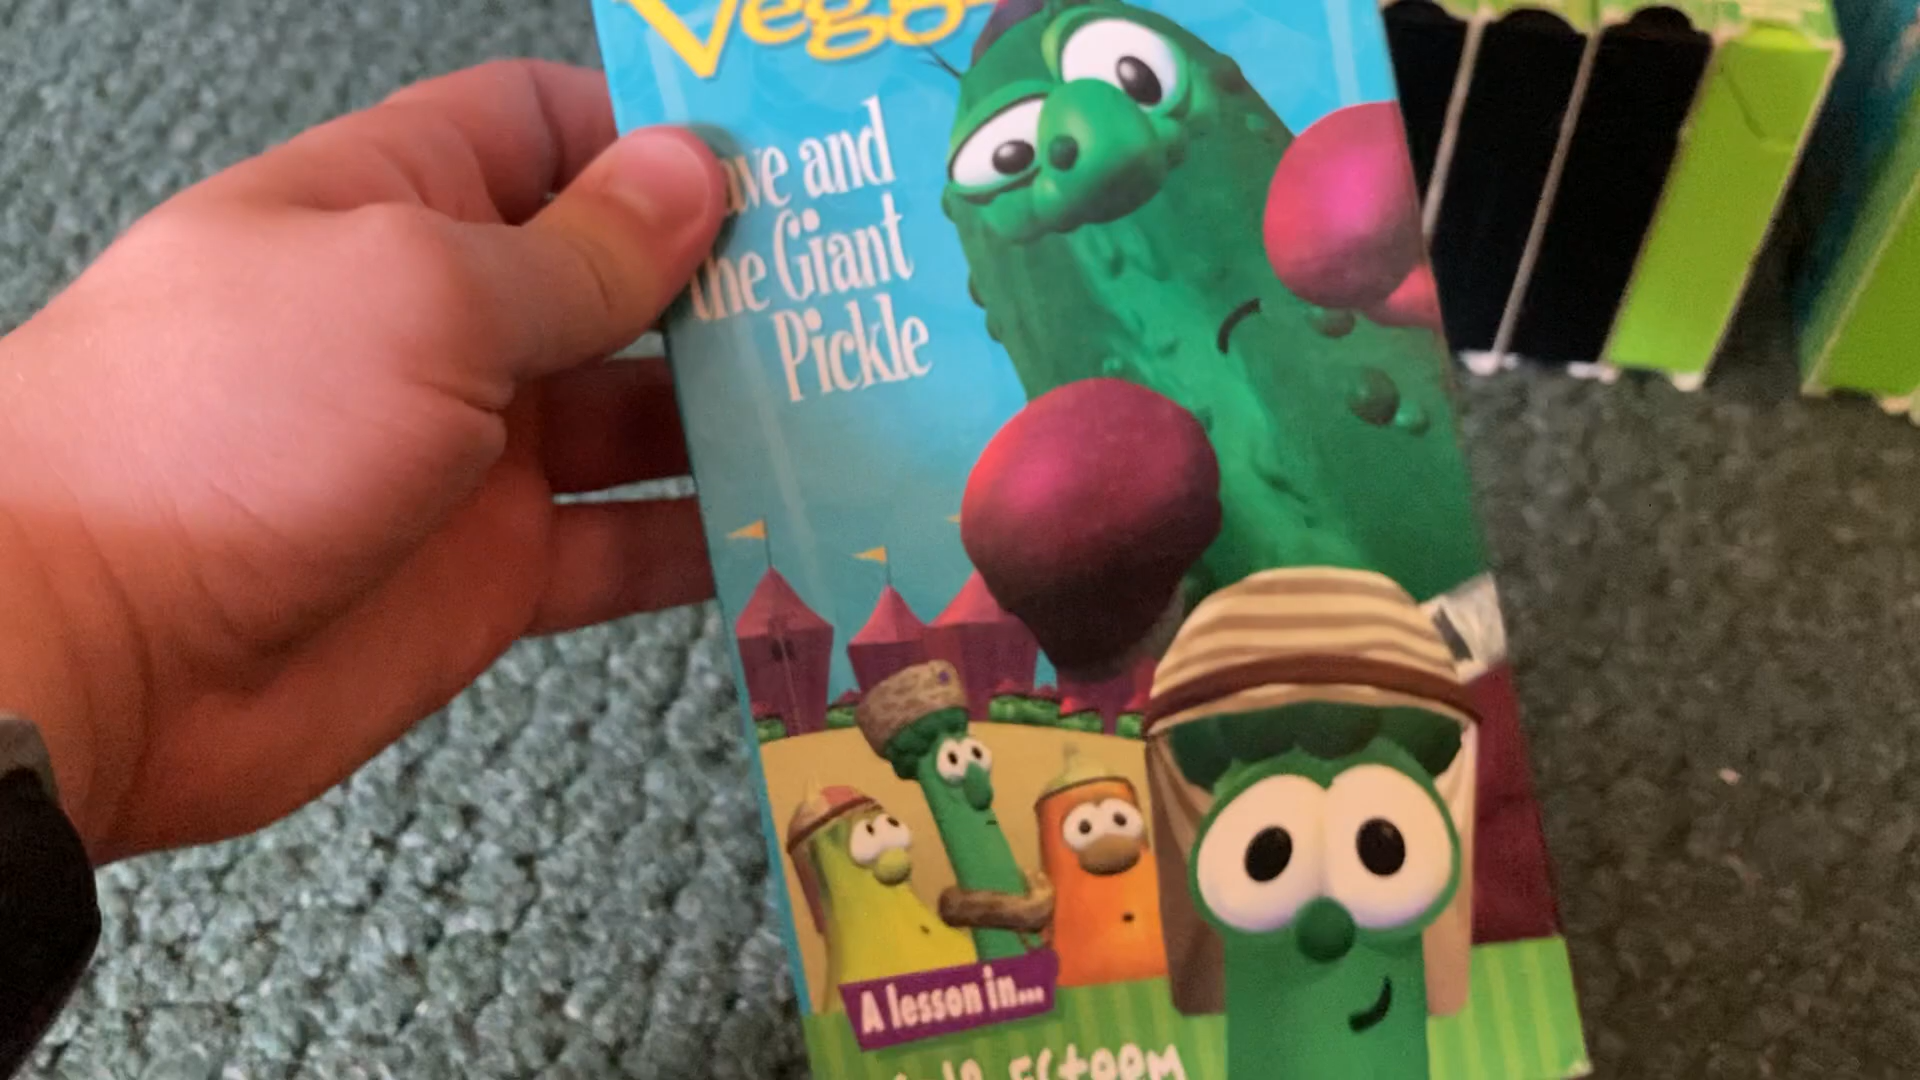 Vegg
ave and
the Giant
Pickle
A lesson in...